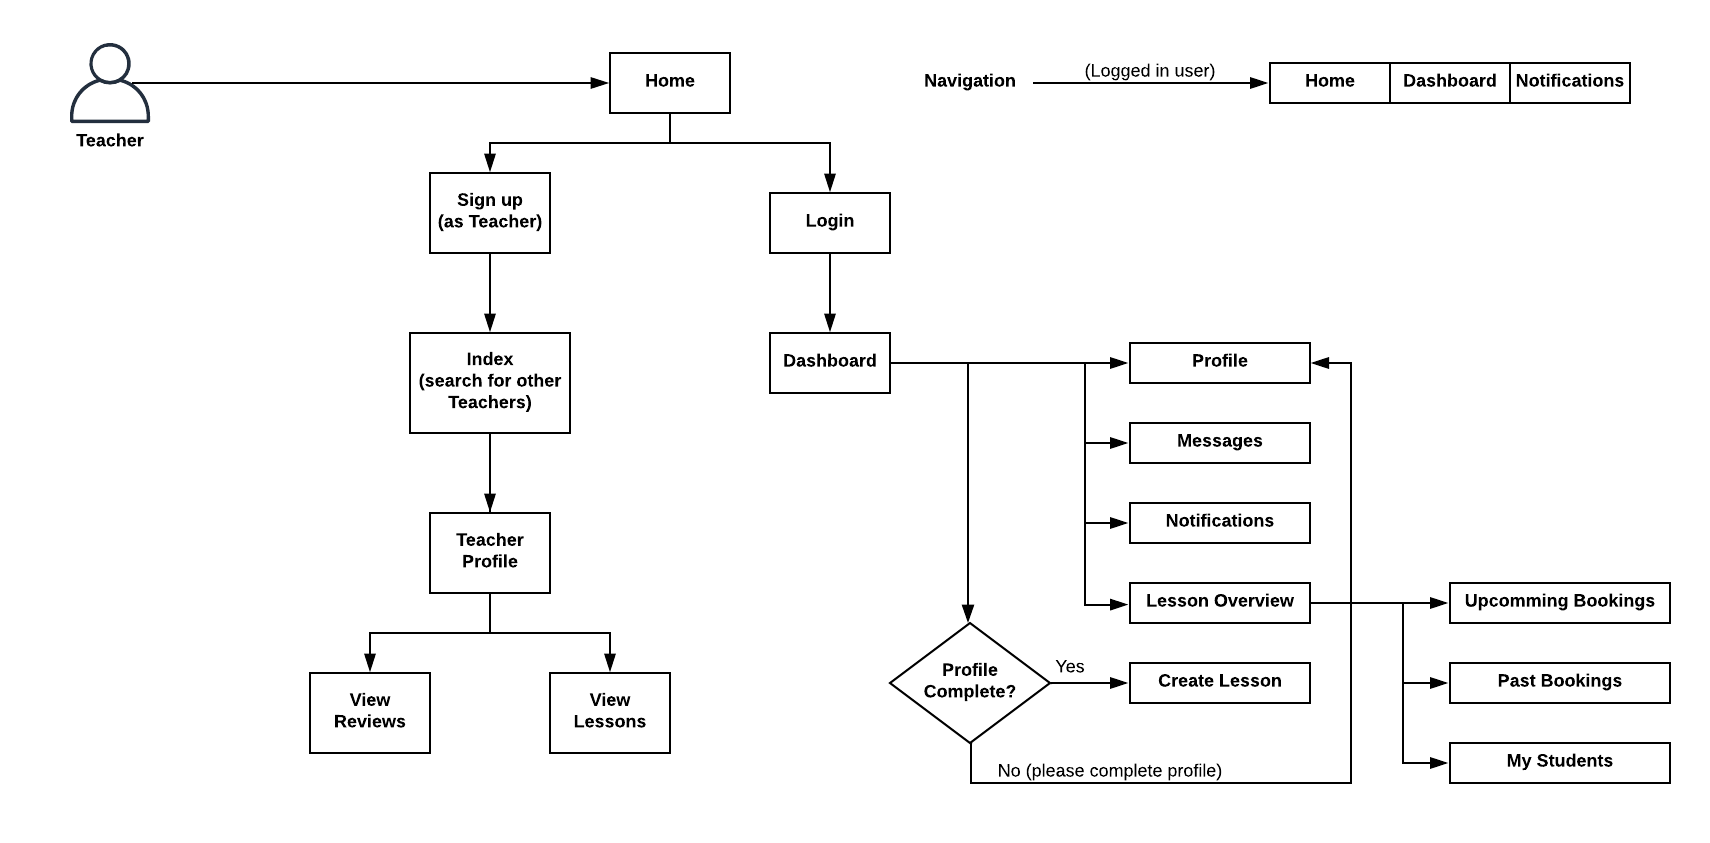 Teacher
Home
Navigation
(Logged in user)
Home
Dashboard
Notifications
Sign up
(as Teacher)
Login
Index
(search for other
Teachers)
Dashboard
Profile
Messages
Notifications
Teacher
Profile
Lesson Overview
Upcomming Bookings
Profile
Complete?
Yes
Create Lesson
Past Bookings
View
Reviews
View
Lessons
My Students
No (please complete profile)